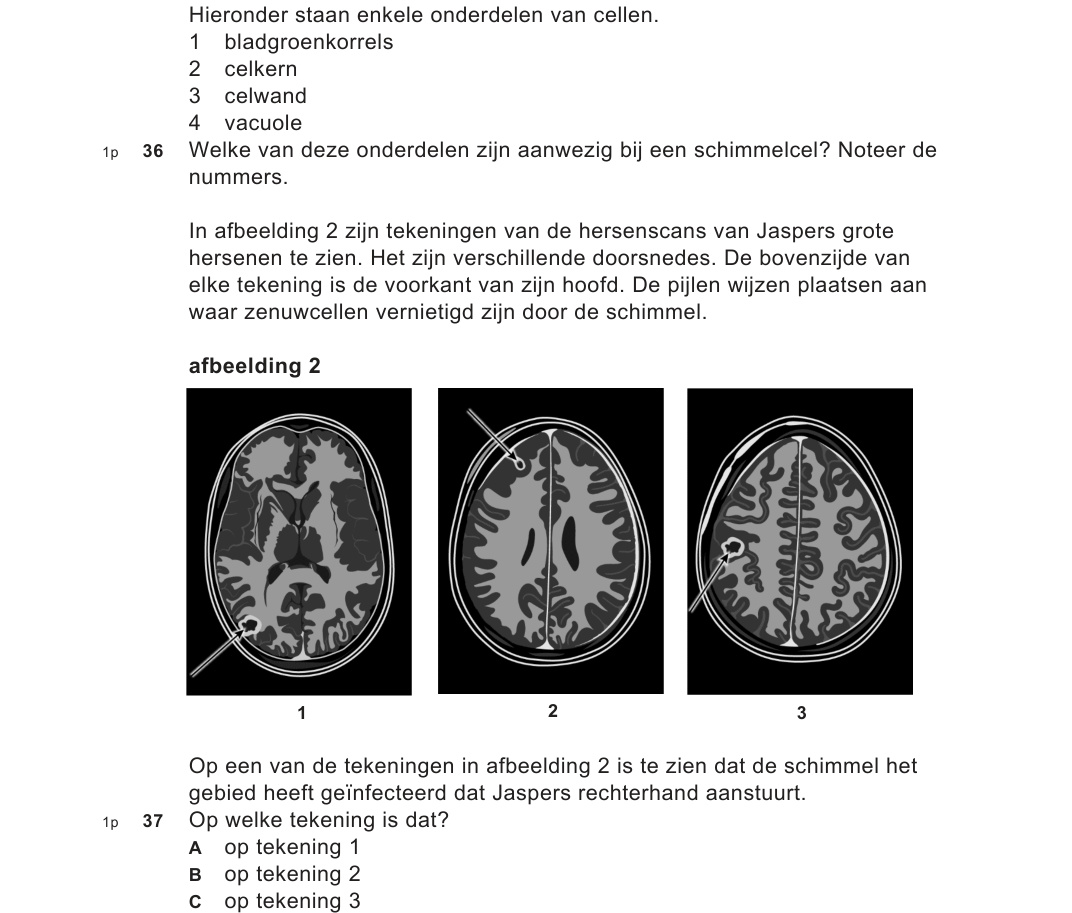 Hieronder staan enkele onderdelen van cellen.
1 bladgroenkorrels
2 celkern
3 celwand
4 vacuole
1p 36 Welke van deze onderdelen zijn aanwezig bij een schimmelcel? Noteer de
nummers.
In afbeelding 2 zijn tekeningen van de hersenscans van Jaspers grote
hersenen te zien. Het zijn verschillende doorsnedes. De bovenzijde van
elke tekening is de voorkant van zijn hoofd. De pijlen wijzen plaatsen aan
waar zenuwcellen vernietigd zijn door de schimmel.
afbeelding 2
1 2 3
Op een van de tekeningen in afbeelding 2 is te zien dat de schimmel het
gebied heeft geïnfecteerd dat Jaspers rechterhand aanstuurt.
1p 37 Op welke tekening is dat?
A op tekening 1
B op tekening 2
C op tekening 3